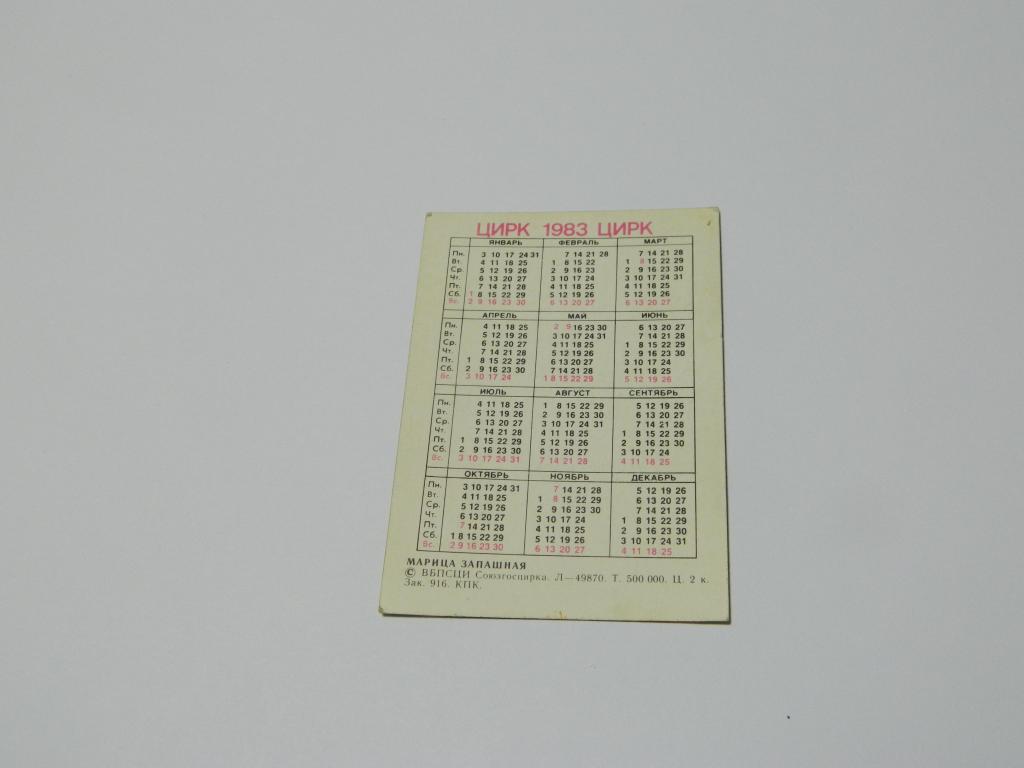 ЦИРК 1983 ЦИРК
ЯНВАРЬ ФЕВРАЛЬ МАРТ
Пн. 3 10 17 24 31 7 14 21 28 7 14 21 28
Вт. 4 11 18 25 1 8 15 22 1 8 15 22 29
Ср. 5 12 19 26 2 9 16 23 2 9 16 23 30
Чт. 6 13 20 27 3 10 17 24 3 10 17 24 31
Пт. 7 14 21 28 4 11 18 25 4 11 18 25
Сб. 1 8 15 22 29 5 12 19 26 5 12 19 26
Вс. 2 9 16 23 30 6 13 20 27 6 13 20 27
АПРЕЛЬ МАЙ ИЮНЬ
Пн. 4 11 18 25 2 9 16 23 30 6 13 20 27
Вт. 5 12 19 26 3 10 17 24 31 7 14 21 28
Ср. 6 13 20 27 4 11 18 25 1 8 15 22 29
Чт. 7 14 21 28 5 12 19 26 2 9 16 23 30
Пт. 1 8 15 22 29 6 13 20 27 3 10 17 24
Сб. 2 9 16 23 30 7 14 21 28 4 11 18 25
Вс. 3 10 17 24 1 8 15 22 29 5 12 19 26
ИЮЛЬ АВГУСТ СЕНТЯБРЬ
Пн. 4 11 18 25 1 8 15 22 29 5 12 19 26
Вт. 5 12 19 26 2 9 16 23 30 6 13 20 27
Ср. 6 13 20 27 3 10 17 24 31 7 14 21 28
Чт. 7 14 21 28 4 11 18 25 1 8 15 22 29
Пт. 1 8 15 22 29 5 12 19 26 2 9 16 23 30
Сб. 2 9 16 23 30 6 13 20 27 3 10 17 24
Вс. 3 10 17 24 31 7 14 21 28 4 11 18 25
ОКТЯБРЬ НОЯБРЬ ДЕКАБРЬ
Пн. 3 10 17 24 31 7 14 21 28 5 12 19 26
Вт. 4 11 18 25 1 8 15 22 29 6 13 20 27
Ср. 5 12 19 26 2 9 16 23 30 7 14 21 28
Чт. 6 13 20 27 3 10 17 24 1 8 15 22 29
Пт. 7 14 21 28 4 11 18 25 2 9 16 23 30
Сб. 1 8 15 22 29 5 12 19 26 3 10 17 24 31
Вс. 2 9 16 23 30 6 13 20 27 4 11 18 25
МАРИЦА ЗАПАШНАЯ
© ВБПСЦИ Союзгосцирка. Л—49870. Т. 500 000. Ц. 2 к.
Зак. 916. КПК.